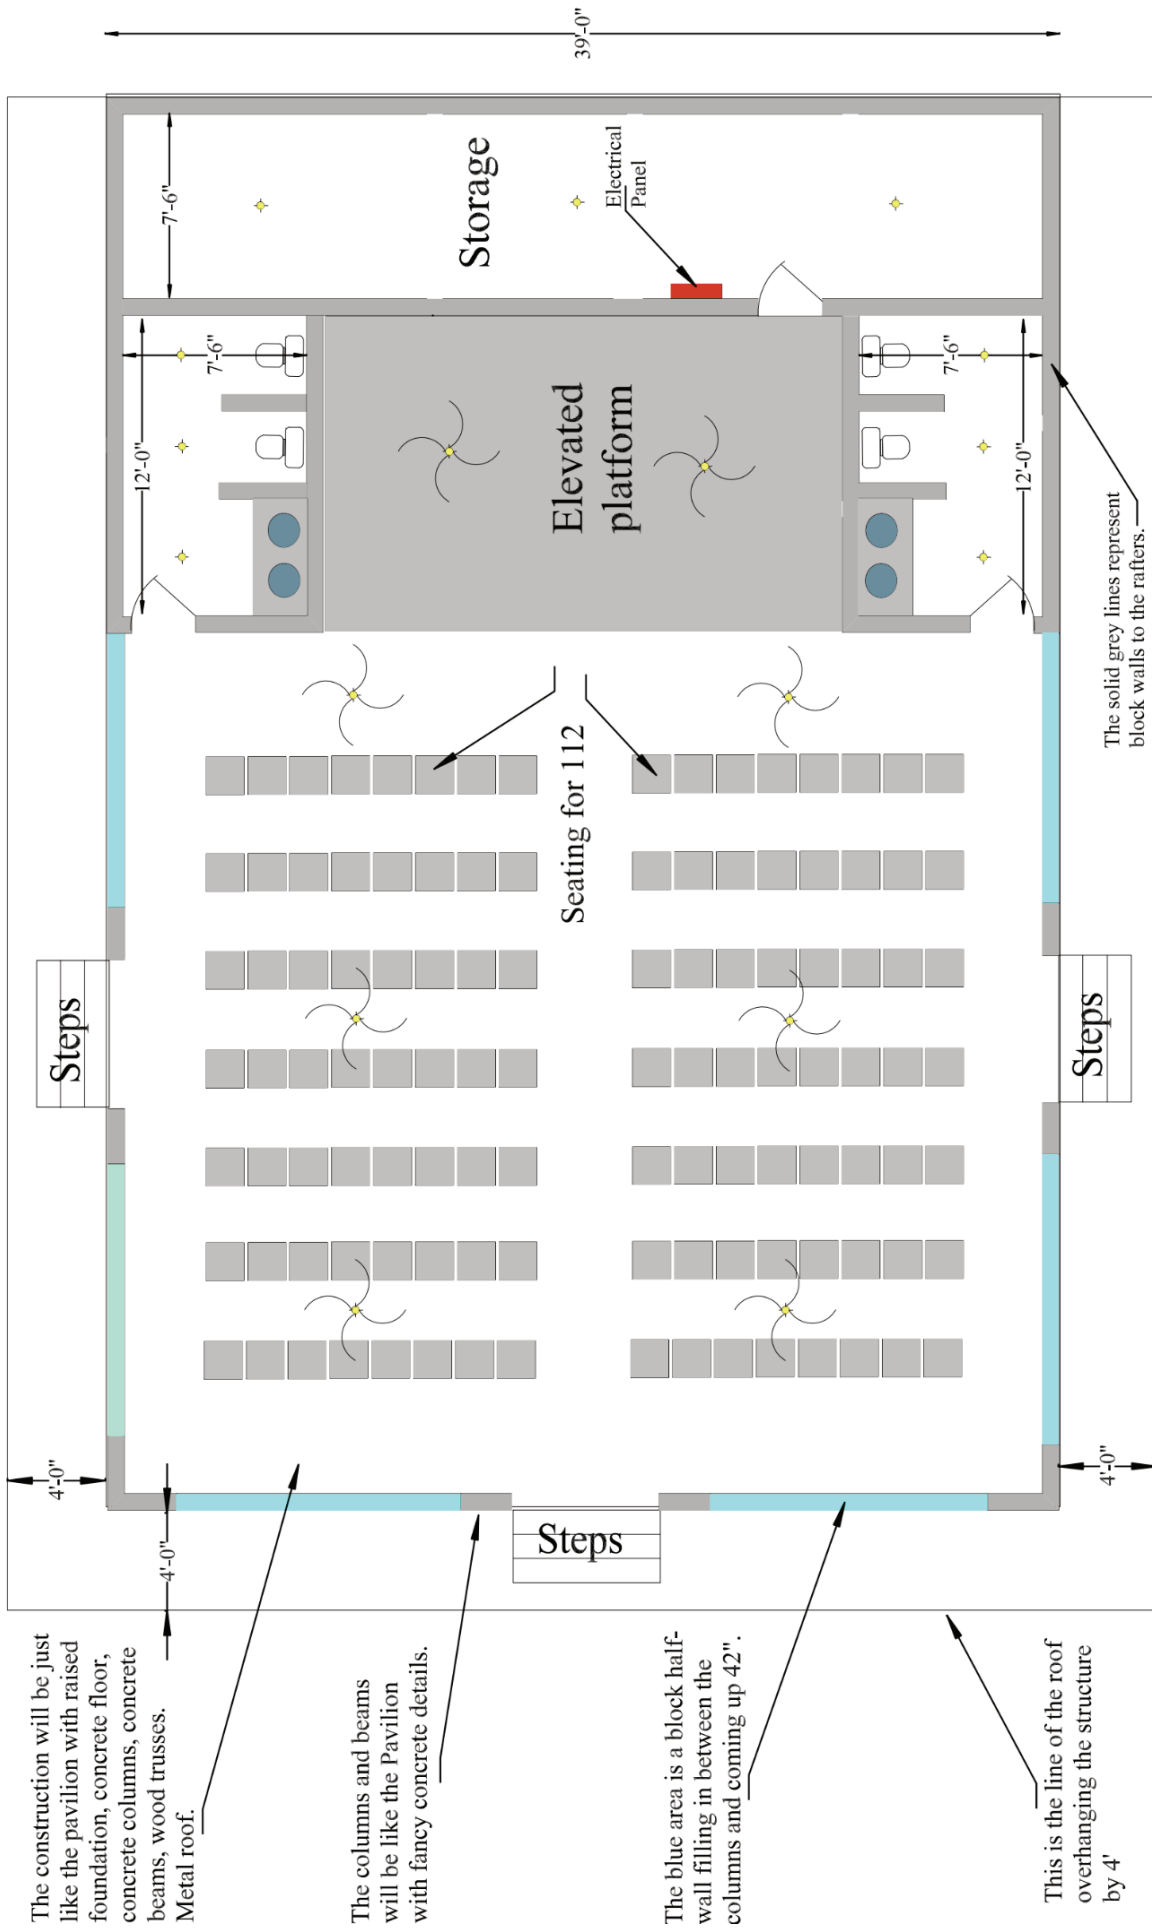 39'-0"
7'-6"
Storage
Electrical
Panel
12'-0"
7'-6"
Elevated
platform
7'-6"
12'-0"
The solid grey lines represent
block walls to the rafters.
Seating for 112
Steps
Steps
4'-0"
4'-0"
Steps
4'-0"
The construction will be just
like the pavilion with raised
foundation, concrete floor,
concrete columns, concrete
beams, wood trusses.
Metal roof.
The columns and beams
will be like the Pavilion
with fancy concrete details.
The blue area is a block half-
wall filling in between the
columns and coming up 42".
This is the line of the roof
overhanging the structure
by 4'